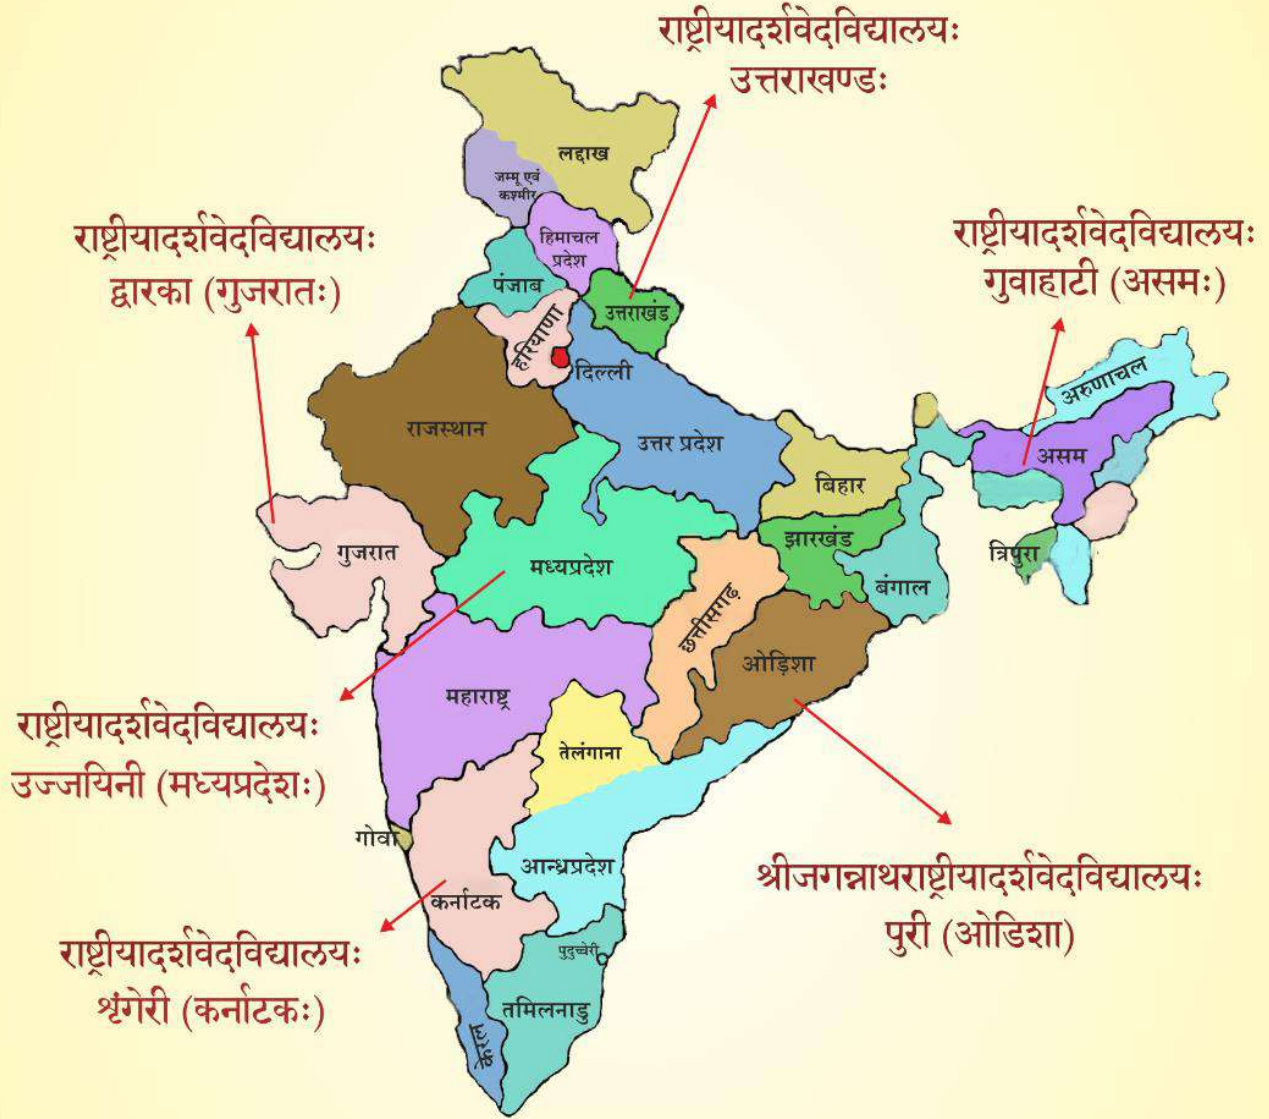 राष्ट्रीयादर्शवेदविद्यालयः
उत्तराखण्डः
लद्दाख
जम्मू एवं
कश्मीर
राष्ट्रीयादर्शवेदविद्यालयः
द्वारका (गुजरातः)
हिमाचल
प्रदेश
राष्ट्रीयादर्शवेदविद्यालयः
गुवाहाटी (असमः)
पंजाब
उत्तराखंड
हरियाणा
दिल्ली
अरुणाचल
राजस्थान
उत्तर प्रदेश
असम
बिहार
झारखंड
त्रिपुरा
गुजरात
मध्यप्रदेश
बंगाल
छत्तीसगढ़
ओड़िशा
महाराष्ट्र
राष्ट्रीयादर्शवेदविद्यालयः
उज्जयिनी (मध्यप्रदेशः)
तेलंगाना
गोवा
आन्ध्रप्रदेश
श्रीजगन्नाथराष्ट्रीयादर्शवेदविद्यालयः
पुरी (ओडिशा)
कर्नाटक
राष्ट्रीयादर्शवेदविद्यालयः
शृंगेरी (कर्नाटकः)
पुदुच्चेरी
तमिलनाडु
केरल